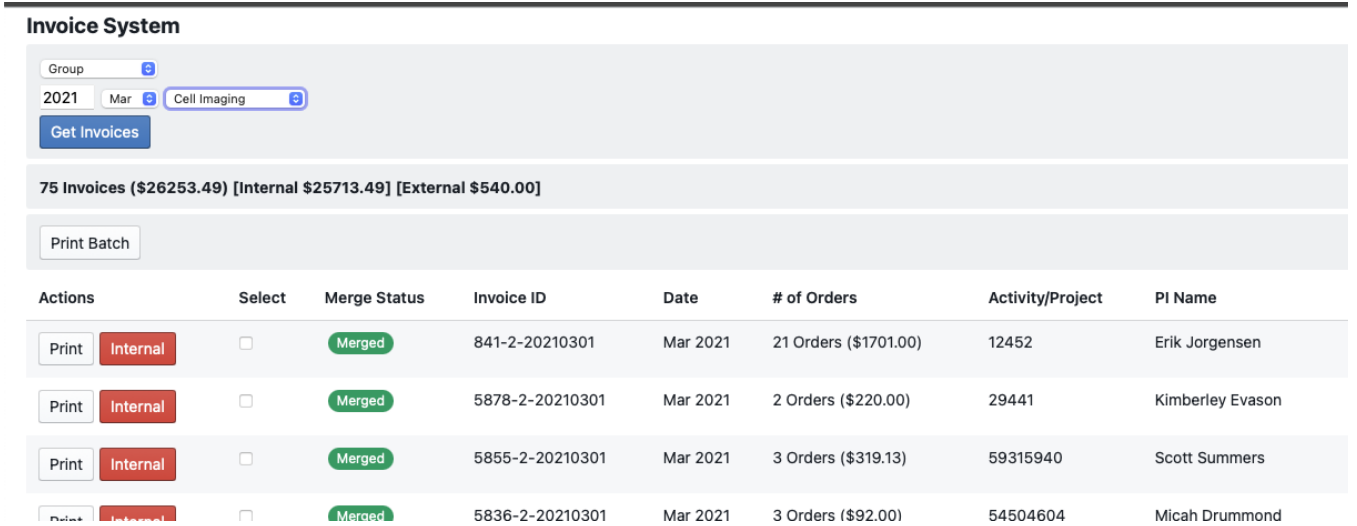 Invoice System
Group
2021 Mar Cell Imaging
Get Invoices
75 Invoices ($26253.49) [Internal $25713.49] [External $540.00]
Print Batch
Actions Select Merge Status Invoice ID Date # of Orders Activity/Project PI Name
Print Internal Merged 841-2-20210301 Mar 2021 21 Orders ($1701.00) 12452 Erik Jorgensen
Print Internal Merged 5878-2-20210301 Mar 2021 2 Orders ($220.00) 29441 Kimberley Evason
Print Internal Merged 5855-2-20210301 Mar 2021 3 Orders ($319.13) 59315940 Scott Summers
Print Internal Merged 5836-2-20210301 Mar 2021 3 Orders ($92.00) 54504604 Micah Drummond